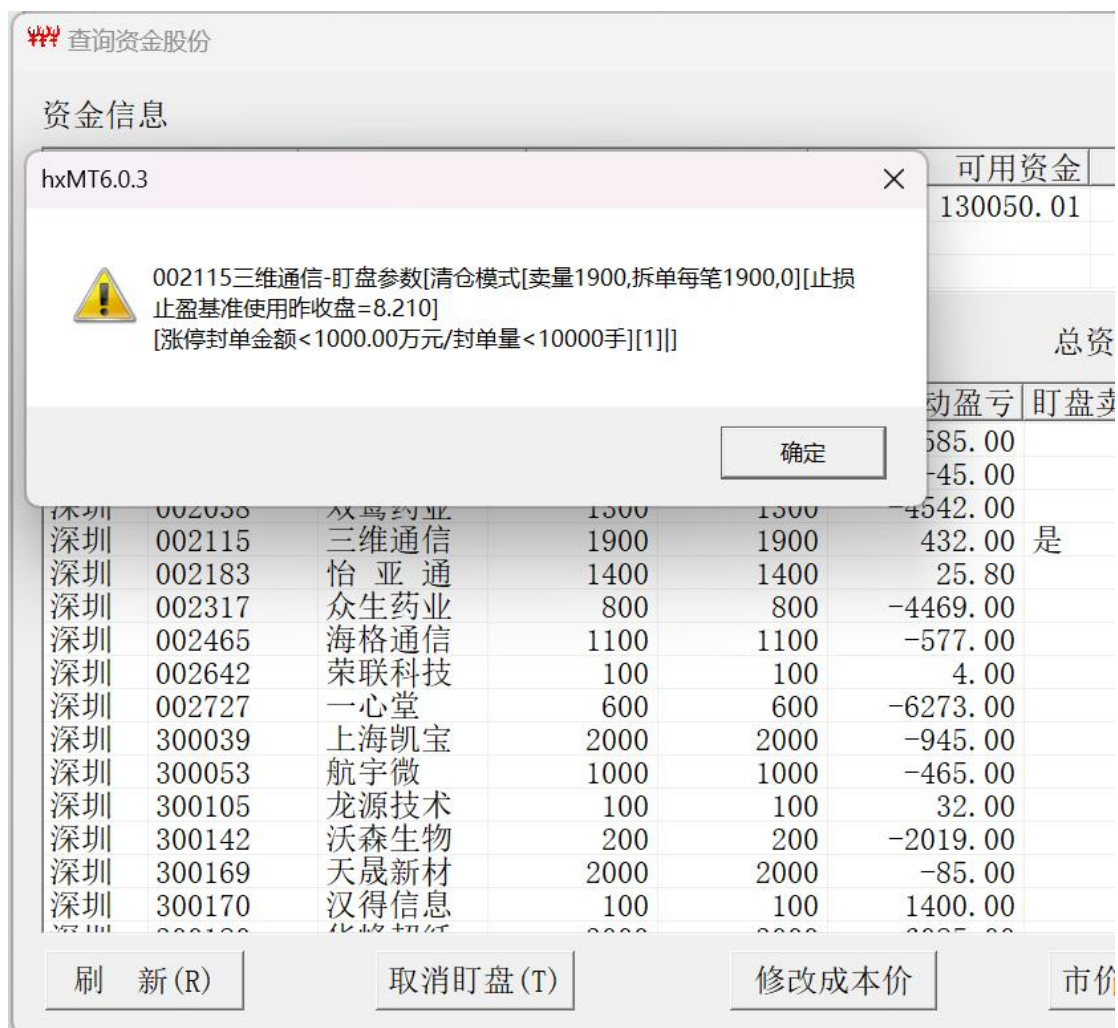 查询资金股份
资金信息
可用资金
130050.01
hxMT6.0.3
002115三维通信-盯盘参数[清仓模式[卖量1900,拆单每笔1900,0][止损
止盈基准使用昨收盘=8.210]
[涨停封单金额<1000.00万元/封单量<10000手][1]|]
确定
总资
动盈亏 盯盘卖
585.00
-45.00
深圳 002038 双鹭药业 1300 1300 -4542.00
深圳 002115 三维通信 1900 1900 432.00 是
深圳 002183 怡 亚 通 1400 1400 25.80
深圳 002317 众生药业 800 800 -4469.00
深圳 002465 海格通信 1100 1100 -577.00
深圳 002642 荣联科技 100 100 4.00
深圳 002727 一心堂 600 600 -6273.00
深圳 300039 上海凯宝 2000 2000 -945.00
深圳 300053 航宇微 1000 1000 -465.00
深圳 300105 龙源技术 100 100 32.00
深圳 300142 沃森生物 200 200 -2019.00
深圳 300169 天晟新材 2000 2000 -85.00
深圳 300170 汉得信息 100 100 1400.00
刷 新(R) 取消盯盘(T) 修改成本价 市价